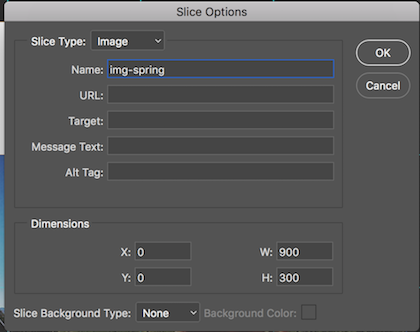 Slice Options
Slice Type: Image
OK
Name: img-spring
Cancel
URL:
Target:
Message Text:
Alt Tag:
Dimensions
X: 0 W: 900
Y: 0 H: 300
Slice Background Type: None Background Color: